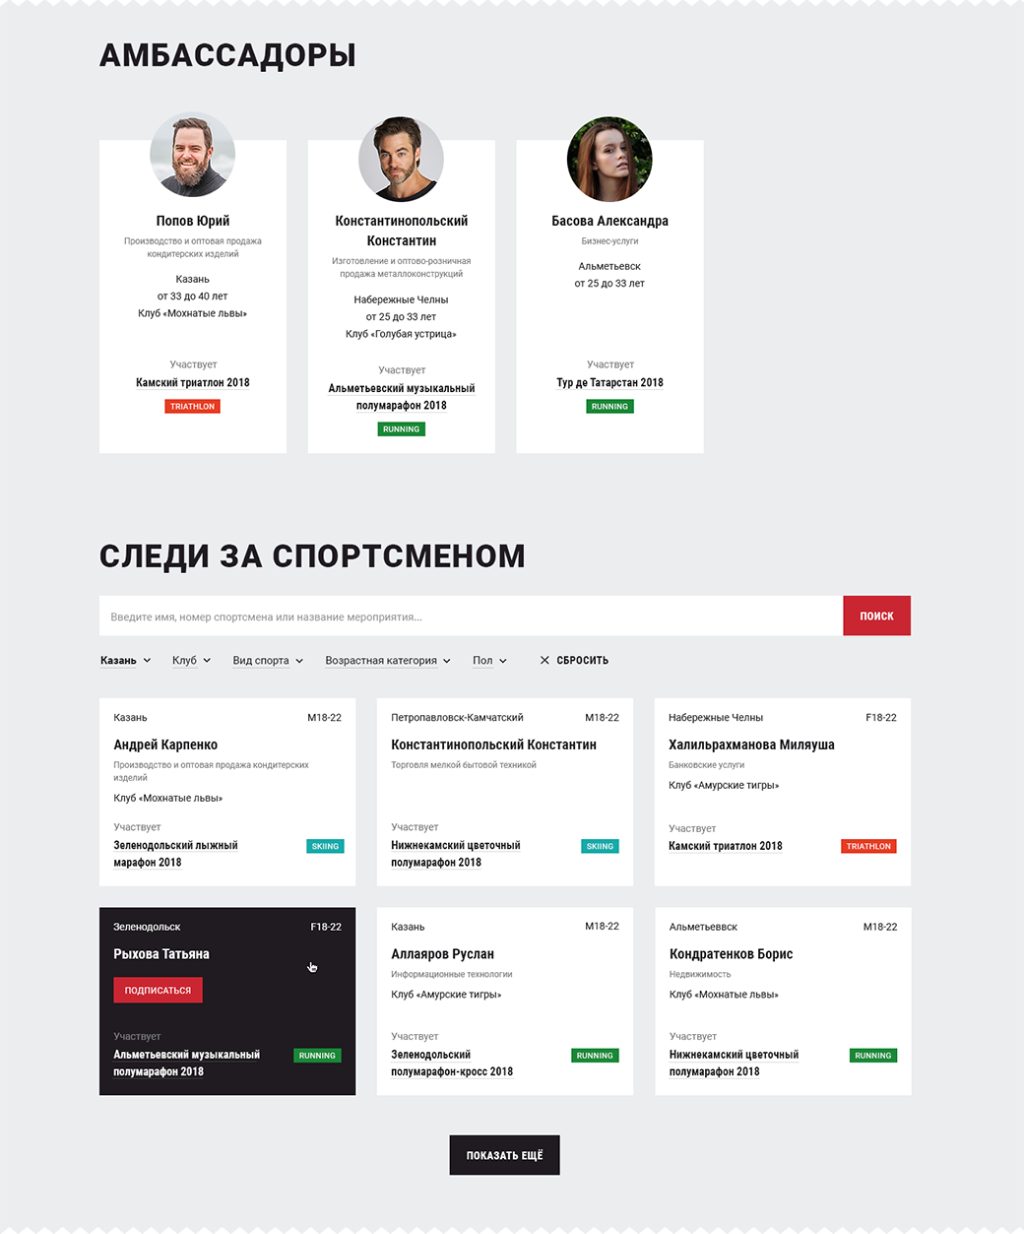 АМБАССАДОРЫ
Попов Юрий
Производство и оптовая продажа
кондитерских изделий
Казань
от 33 до 40 лет
Клуб «Мохнатые львы»
Участвует
Камский триатлон 2018
TRIATHLON
Константинопольский
Константин
Изготовление и оптово-розничная
продажа металлоконструкций
Набережные Челны
от 25 до 33 лет
Клуб «Голубая устрица»
Участвует
Альметьевский музыкальный
полумарафон 2018
RUNNING
Басова Александра
Бизнес-услуги
Альметьевск
от 25 до 33 лет
Участвует
Тур де Татарстан 2018
RUNNING
СЛЕДИ ЗА СПОРТСМЕНОМ
Введите имя, номер спортсмена или название мероприятия...
ПОИСК
Казань Клуб Вид спорта Возрастная категория Пол СБРОСИТЬ
Казань M18-22
Андрей Карпенко
Производство и оптовая продажа кондитерских
изделий
Клуб «Мохнатые львы»
Участвует
Зеленодольский лыжный
марафон 2018
SKIING
Петропавловск-Камчатский M18-22
Константинопольский Константин
Торговля мелкой бытовой техникой
Участвует
Нижнекамский цветочный
полумарафон 2018
SKIING
Набережные Челны F18-22
Халильрахманова Миляуша
Банковские услуги
Клуб «Амурские тигры»
Участвует
Камский триатлон 2018
TRIATHLON
Зеленодольск F18-22
Рыхова Татьяна
ПОДПИСАТЬСЯ
Участвует
Альметьевский музыкальный
полумарафон 2018
RUNNING
Казань M18-22
Аллаяров Руслан
Информационные технологии
Клуб «Амурские тигры»
Участвует
Зеленодольский
полумарафон-кросс 2018
RUNNING
Альметьеввск M18-22
Кондратенков Борис
Недвижимость
Клуб «Мохнатые львы»
Участвует
Нижнекамский цветочный
полумарафон 2018
RUNNING
ПОКАЗАТЬ ЕЩЁ